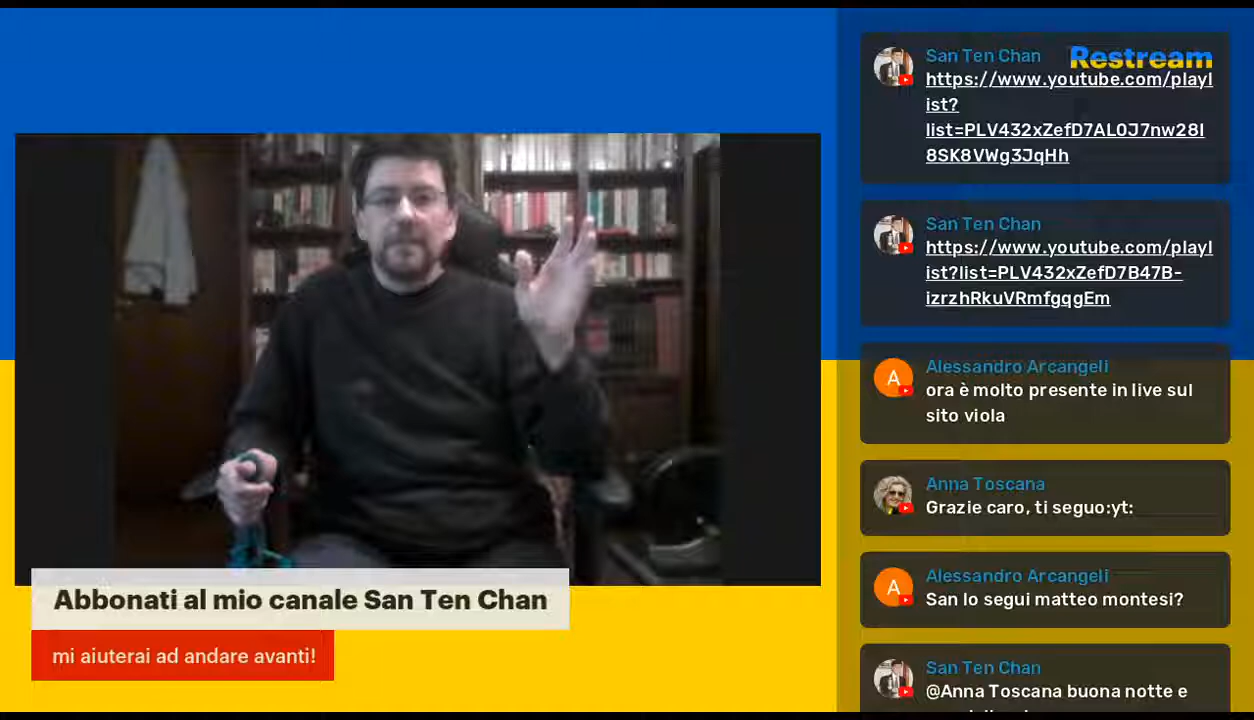 San Ten Chan
Restream
https://www.youtube.com/playl
ist?
list=PLV432xZefD7AL0J7nw28I
8SK8VWg3JqHh
San Ten Chan
https://www.youtube.com/playl
ist?list=PLV432xZefD7B47B-
izrzhRkuVRmfgqgEm
Alessandro Arcangeli
ora è molto presente in live sul
sito viola
Anna Toscana
Grazie caro, ti seguo:yt:
Alessandro Arcangeli
San lo segui matteo montesi?
San Ten Chan
@Anna Toscana buona notte e
Abbonati al mio canale San Ten Chan
mi aiuterai ad andare avanti!
A
A